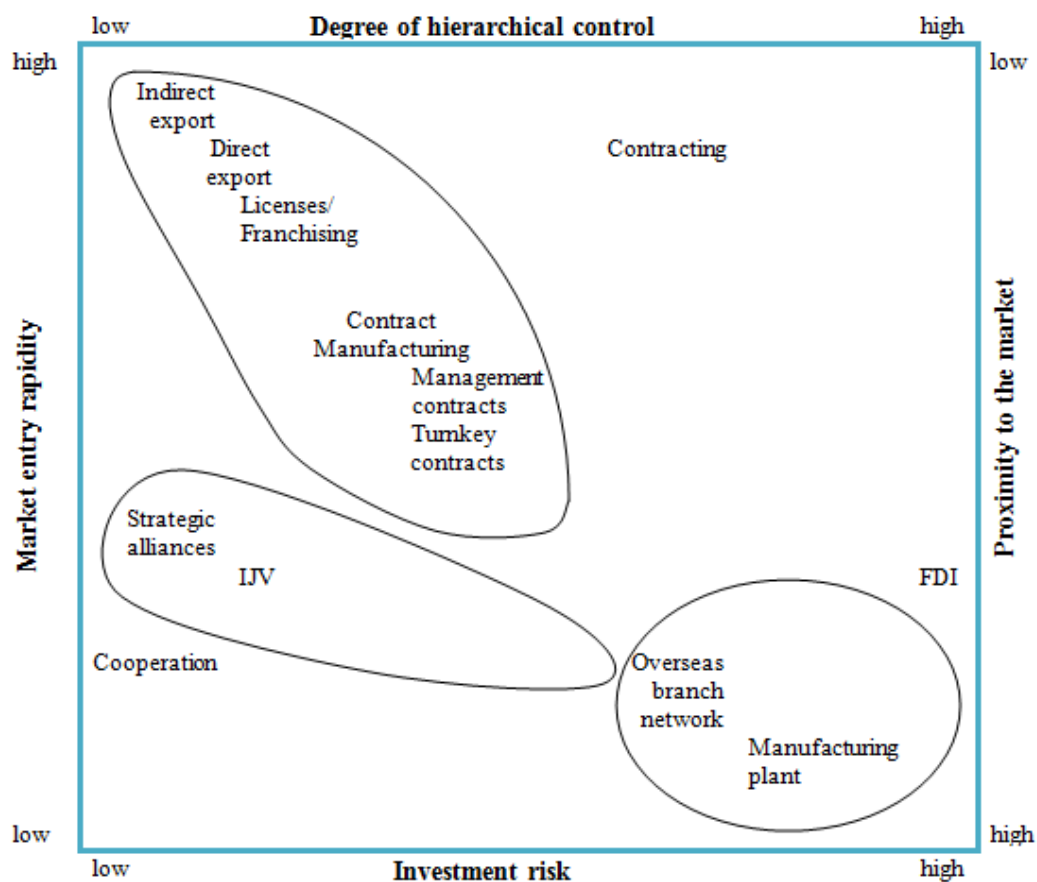 low Degree of hierarchical control high
high low
Indirect
export
Direct
export
Contracting
Licenses/
Franchising
Contract
Manufacturing
Management
contracts
Turnkey
contracts
Market entry rapidity
Proximity to the market
Strategic
alliances
IJV
FDI
Cooperation
Overseas
branch
network
Manufacturing
plant
low high
low Investment risk high